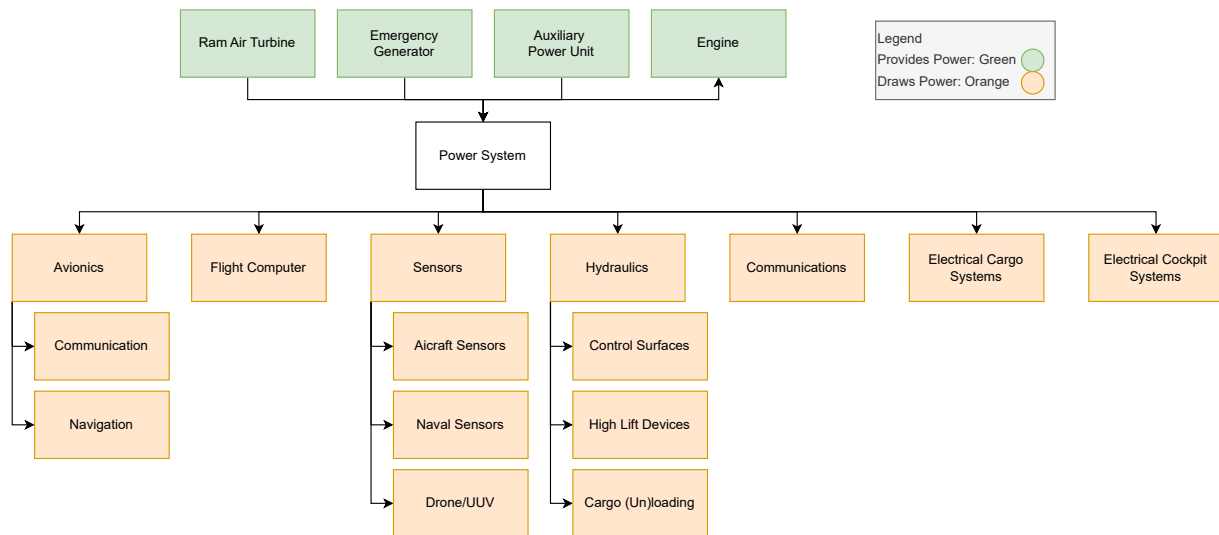 Ram Air Turbine
Emergency
Generator
Auxiliary
Power Unit
Engine
Legend
Provides Power: Green
Draws Power: Orange
Power System
Avionics
Flight Computer
Sensors
Hydraulics
Communications
Electrical Cargo
Systems
Electrical Cockpit
Systems
Communication
Aicraft Sensors
Control Surfaces
Navigation
Naval Sensors
High Lift Devices
Drone/UUV
Cargo (Un)loading